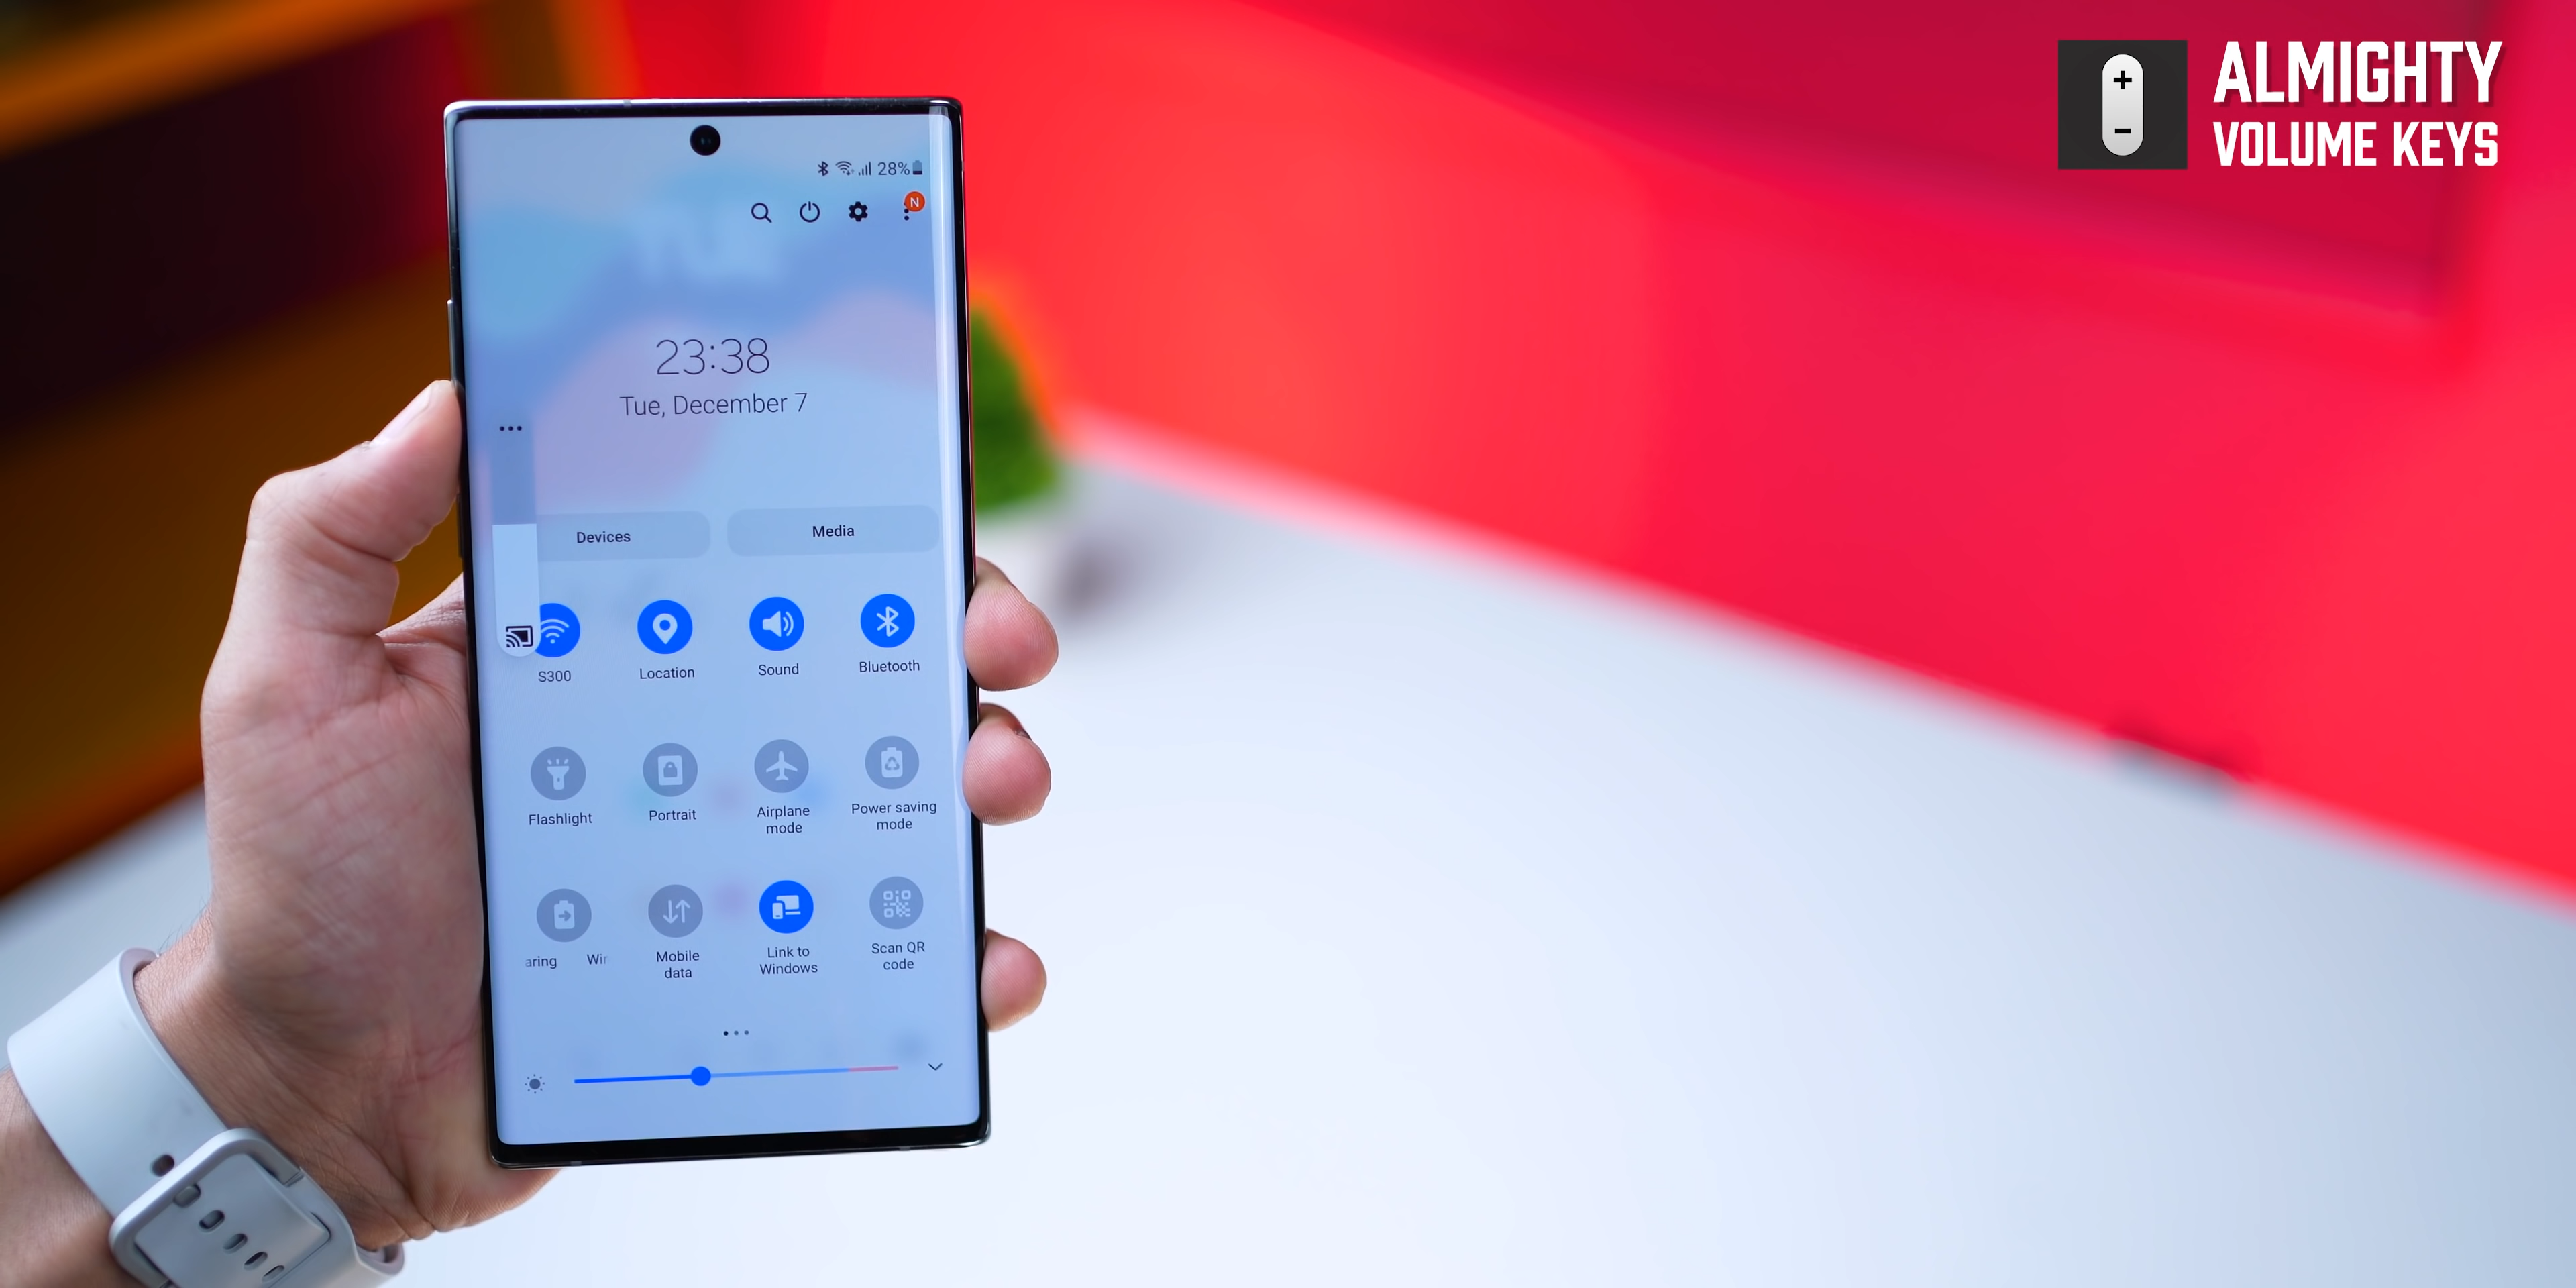 ALMIGHTY
VOLUME KEYS
28%
N
23:38
Tue, December 7
Devices
Media
S300
Location
Sound
Bluetooth
Flashlight
Portrait
Airplane
mode
Power saving
mode
aring Wir
Mobile
data
Link to
Windows
Scan QR
code